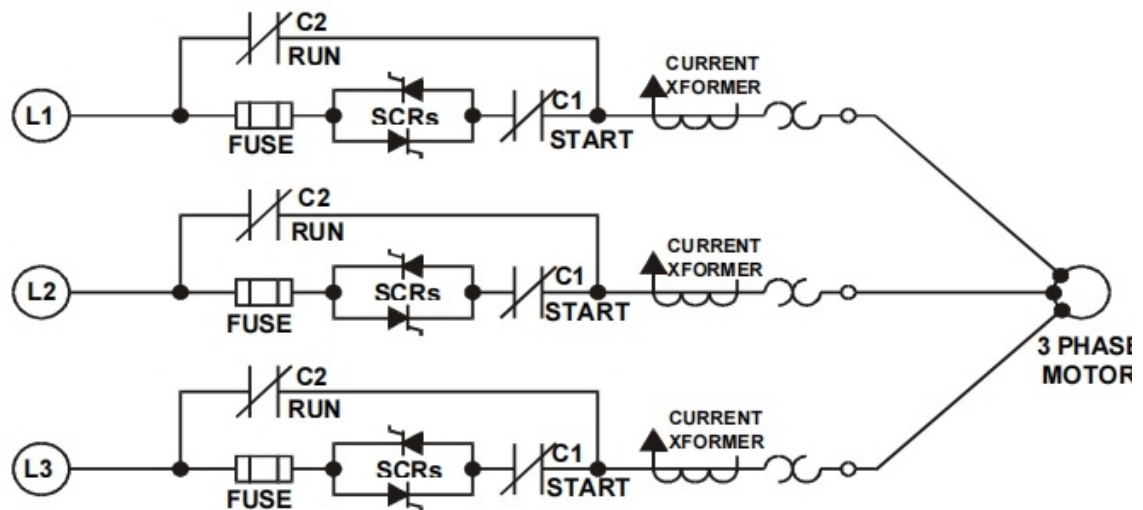 C2
RUN
CURRENT
XFORMER
L1
SCRs
C1
START
FUSE
C2
RUN
CURRENT
XFORMER
L2
SCRs
C1
START
FUSE
3 PHASE
MOTOR
C2
RUN
CURRENT
XFORMER
L3
SCRs
C1
START
FUSE